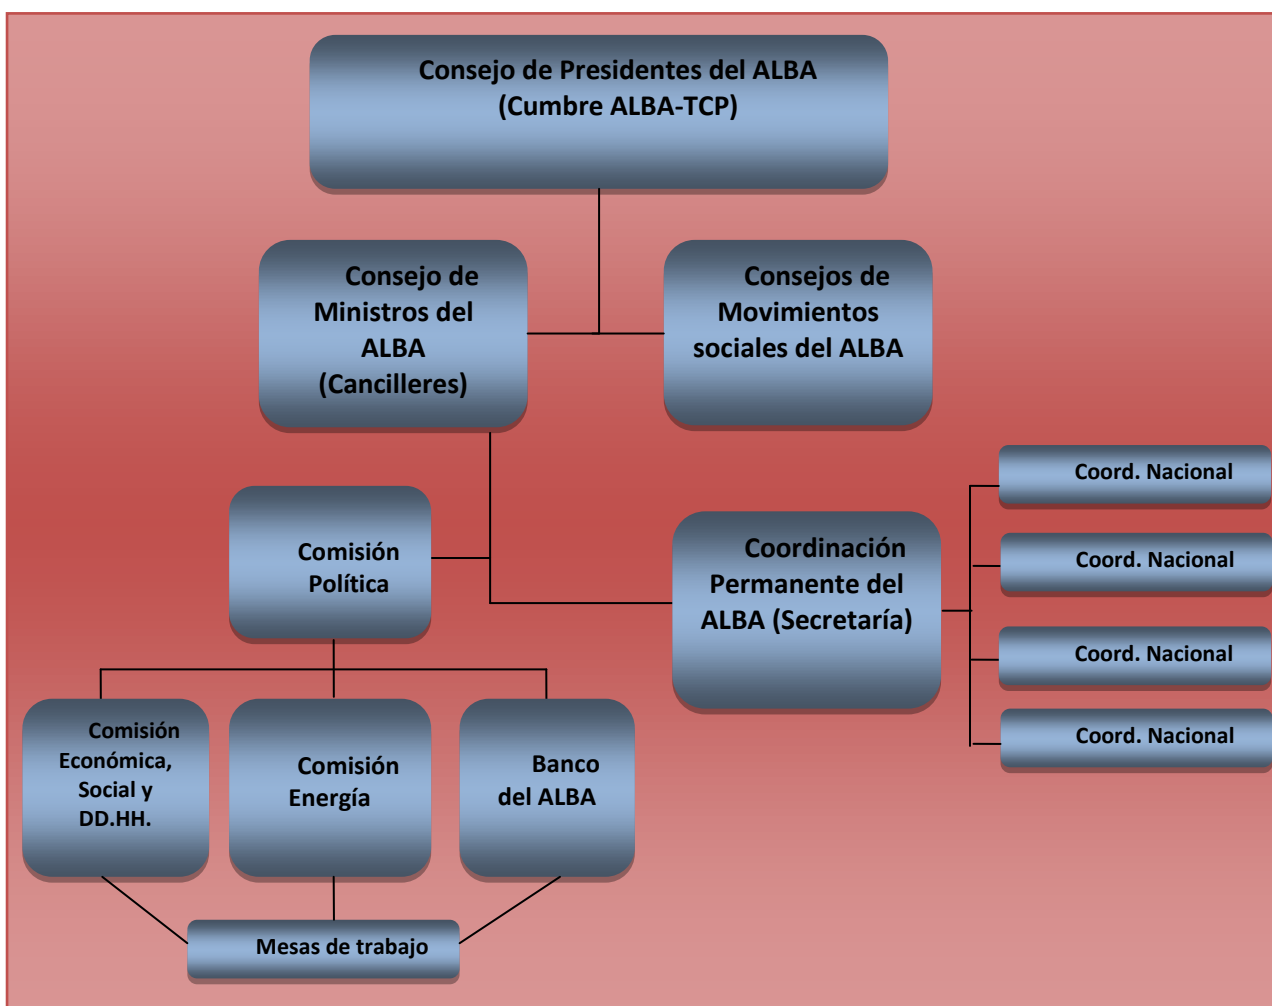 Consejo de Presidentes del ALBA
(Cumbre ALBA-TCP)
Consejo de
Ministros del
ALBA
(Cancilleres)
Consejos de
Movimientos
sociales del ALBA
Comisión
Política
Coordinación
Permanente del
ALBA (Secretaría)
Coord. Nacional
Coord. Nacional
Coord. Nacional
Coord. Nacional
Comisión
Económica,
Social y
DD.HH.
Comisión
Energía
Banco
del ALBA
Mesas de trabajo